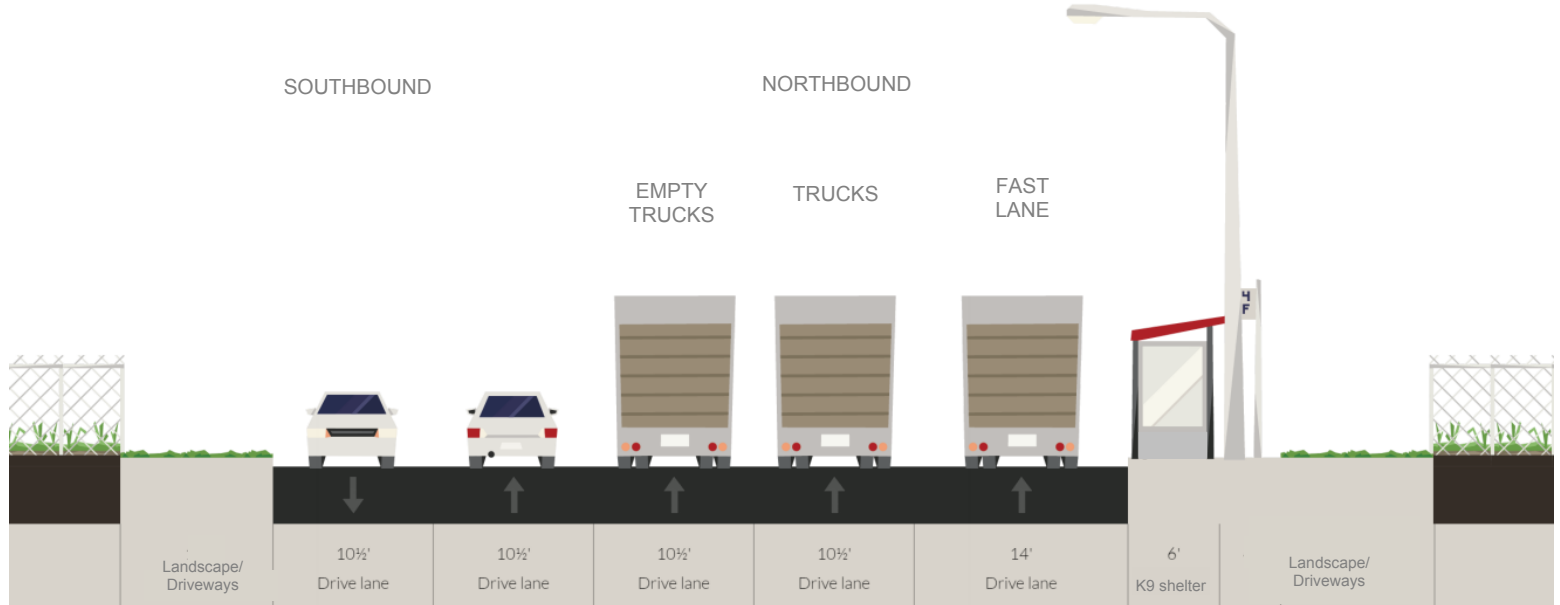 SOUTHBOUND
NORTHBOUND
EMPTY
TRUCKS
TRUCKS
FAST
LANE
4
F
Landscape/
Driveways
10½'
Drive lane
10½'
Drive lane
10½'
Drive lane
10½'
Drive lane
14'
Drive lane
6'
K9 shelter
Landscape/
Driveways